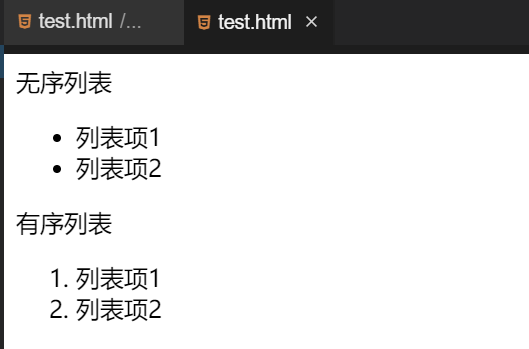 test.html /...
test.html ×
无序列表
• 列表项1
• 列表项2
有序列表
1. 列表项1
2. 列表项2